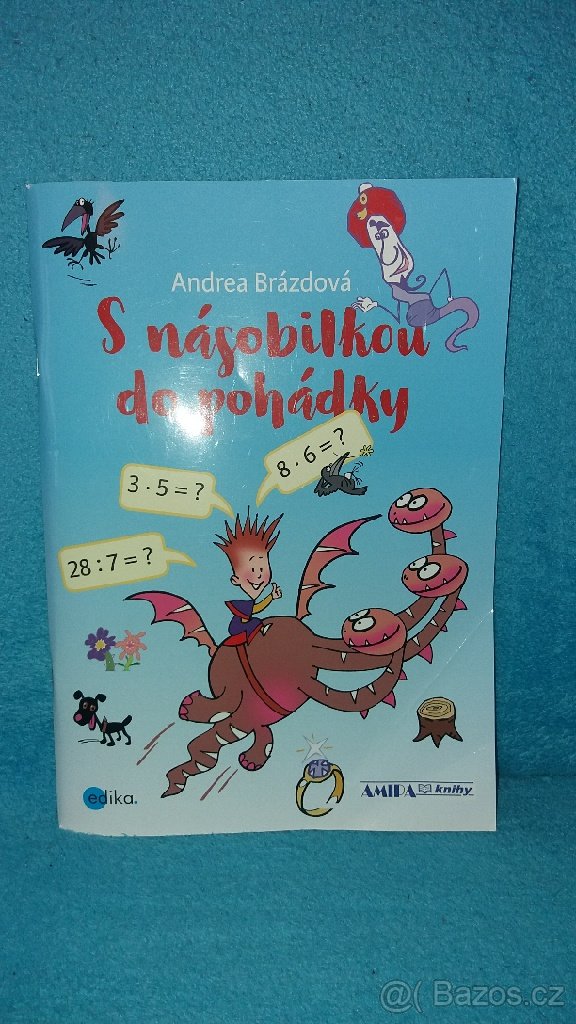 Andrea Brázdová
S násobilkou
do pohádky
8 · 6 = ?
3 · 5 = ?
28 : 7 = ?
edika.
AMIPA knihy
@( Bazos.cz